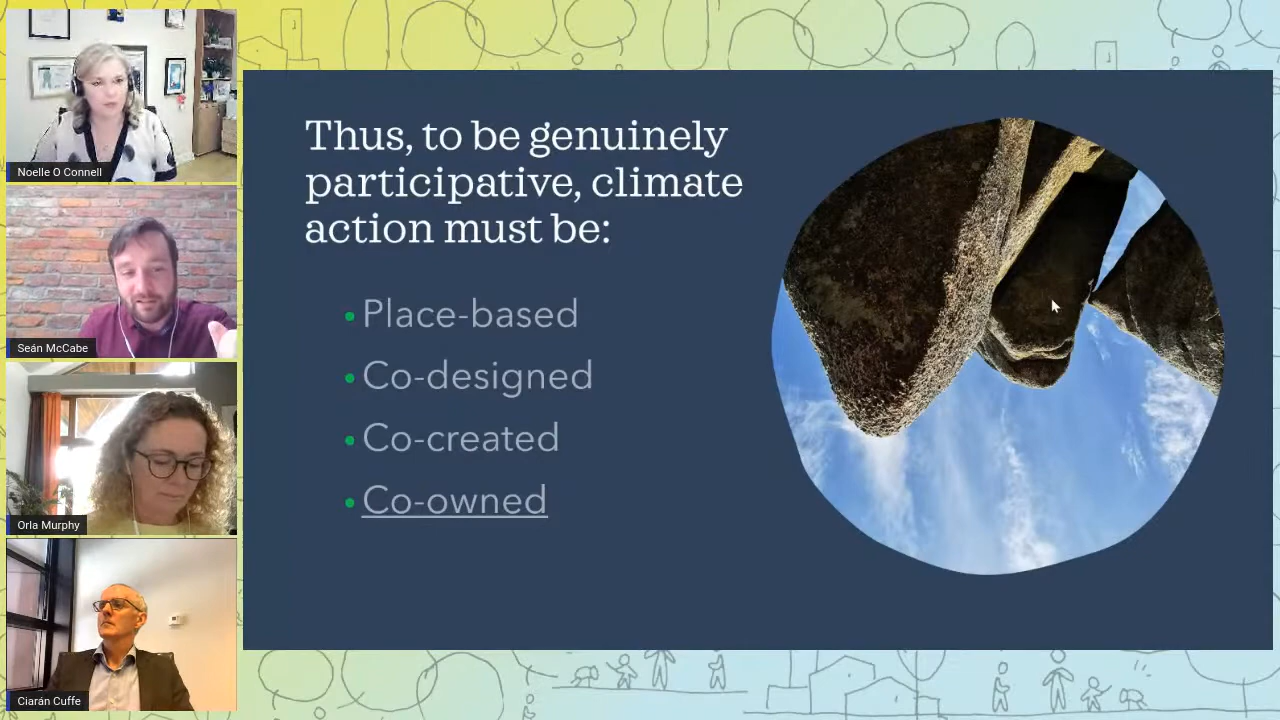 Noelle O Connell
Seán McCabe
Orla Murphy
Ciarán Cuffe
Thus, to be genuinely
participative, climate
action must be:
• Place-based
• Co-designed
• Co-created
• Co-owned